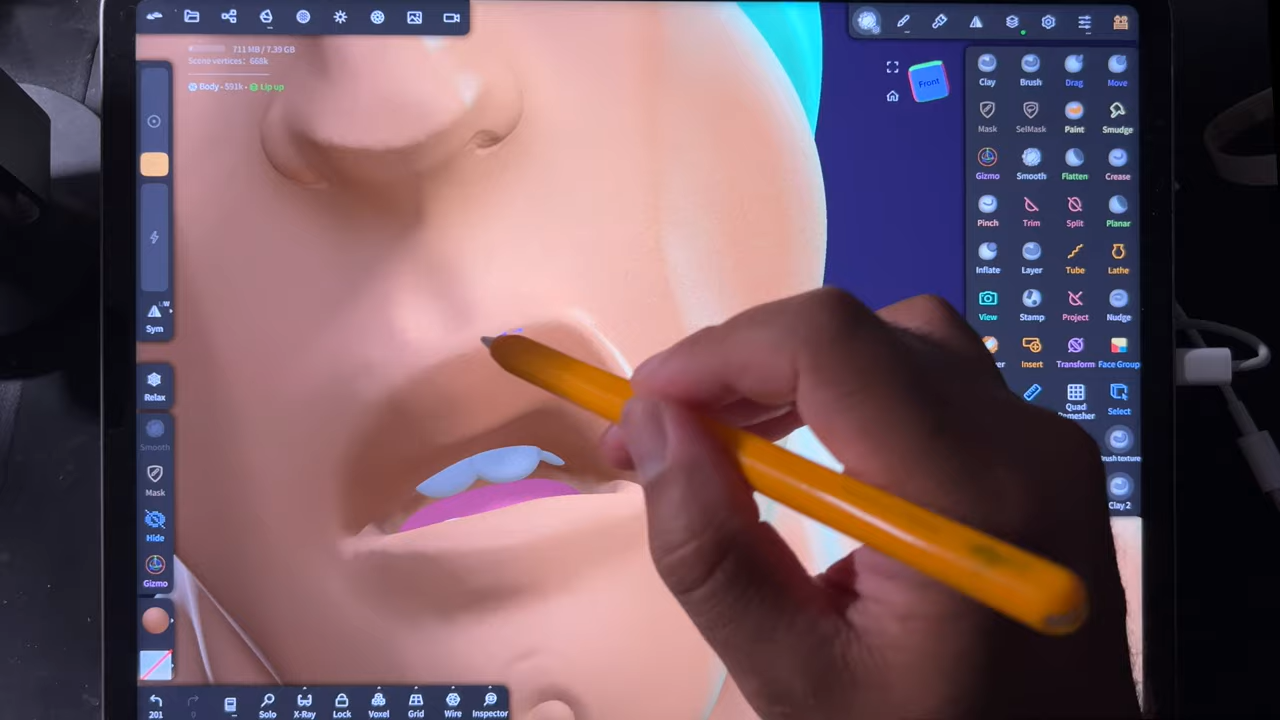 711 MB / 7.39 GB
Scene vertices: 668k
Body - 591k Lip up
Front
Clay Brush Drag Move
Mask SelMask Paint Smudge
Gizmo Smooth Flatten Crease
Pinch Trim Split Planar
Inflate Layer Tube Lathe
View Stamp Project Nudge
Insert Transform Face Group
Quad Remesher Select
Clay 2
Sym
Relax
Smooth
Mask
Hide
Gizmo
201 Solo X-Ray Lock Voxel Grid Wire Inspector